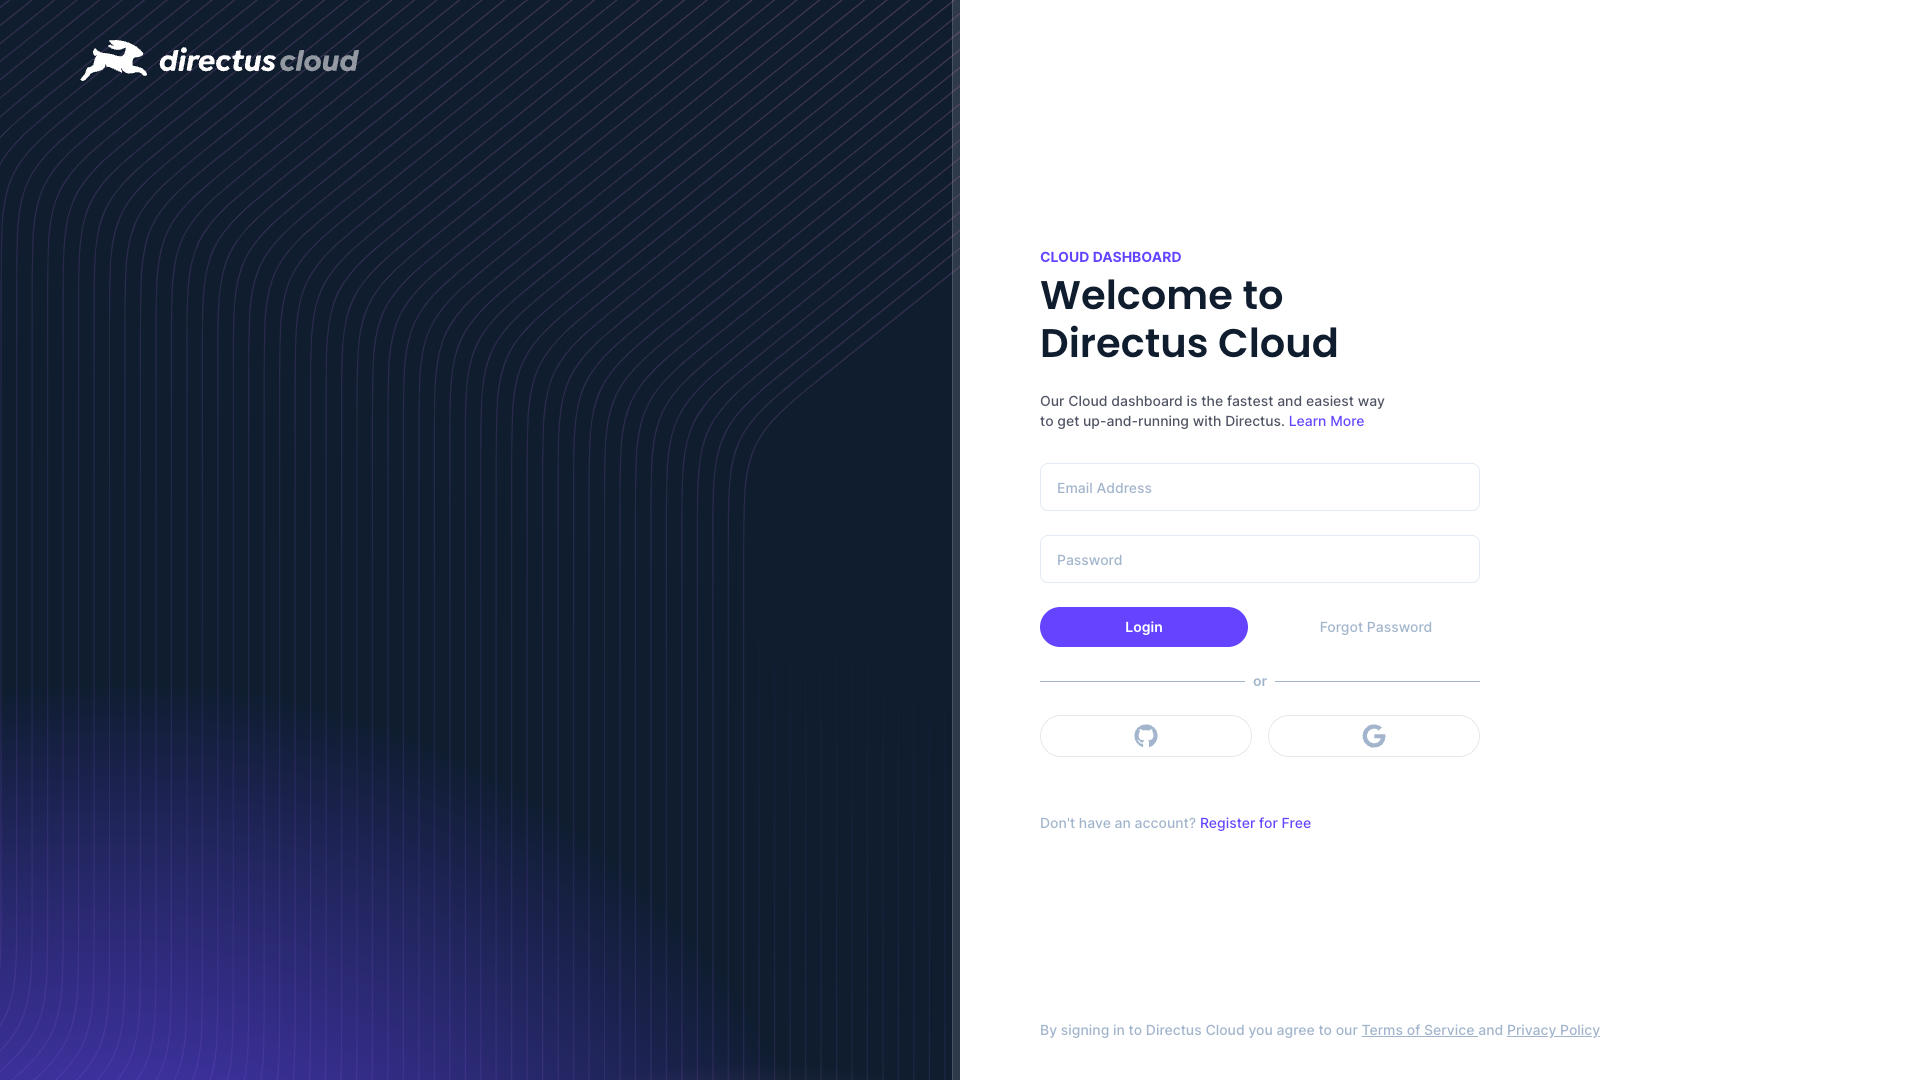 directus cloud
CLOUD DASHBOARD
Welcome to
Directus Cloud
Our Cloud dashboard is the fastest and easiest way
to get up-and-running with Directus. Learn More
Email Address
Password
Login
Forgot Password
or
Don't have an account? Register for Free
By signing in to Directus Cloud you agree to our Terms of Service and Privacy Policy